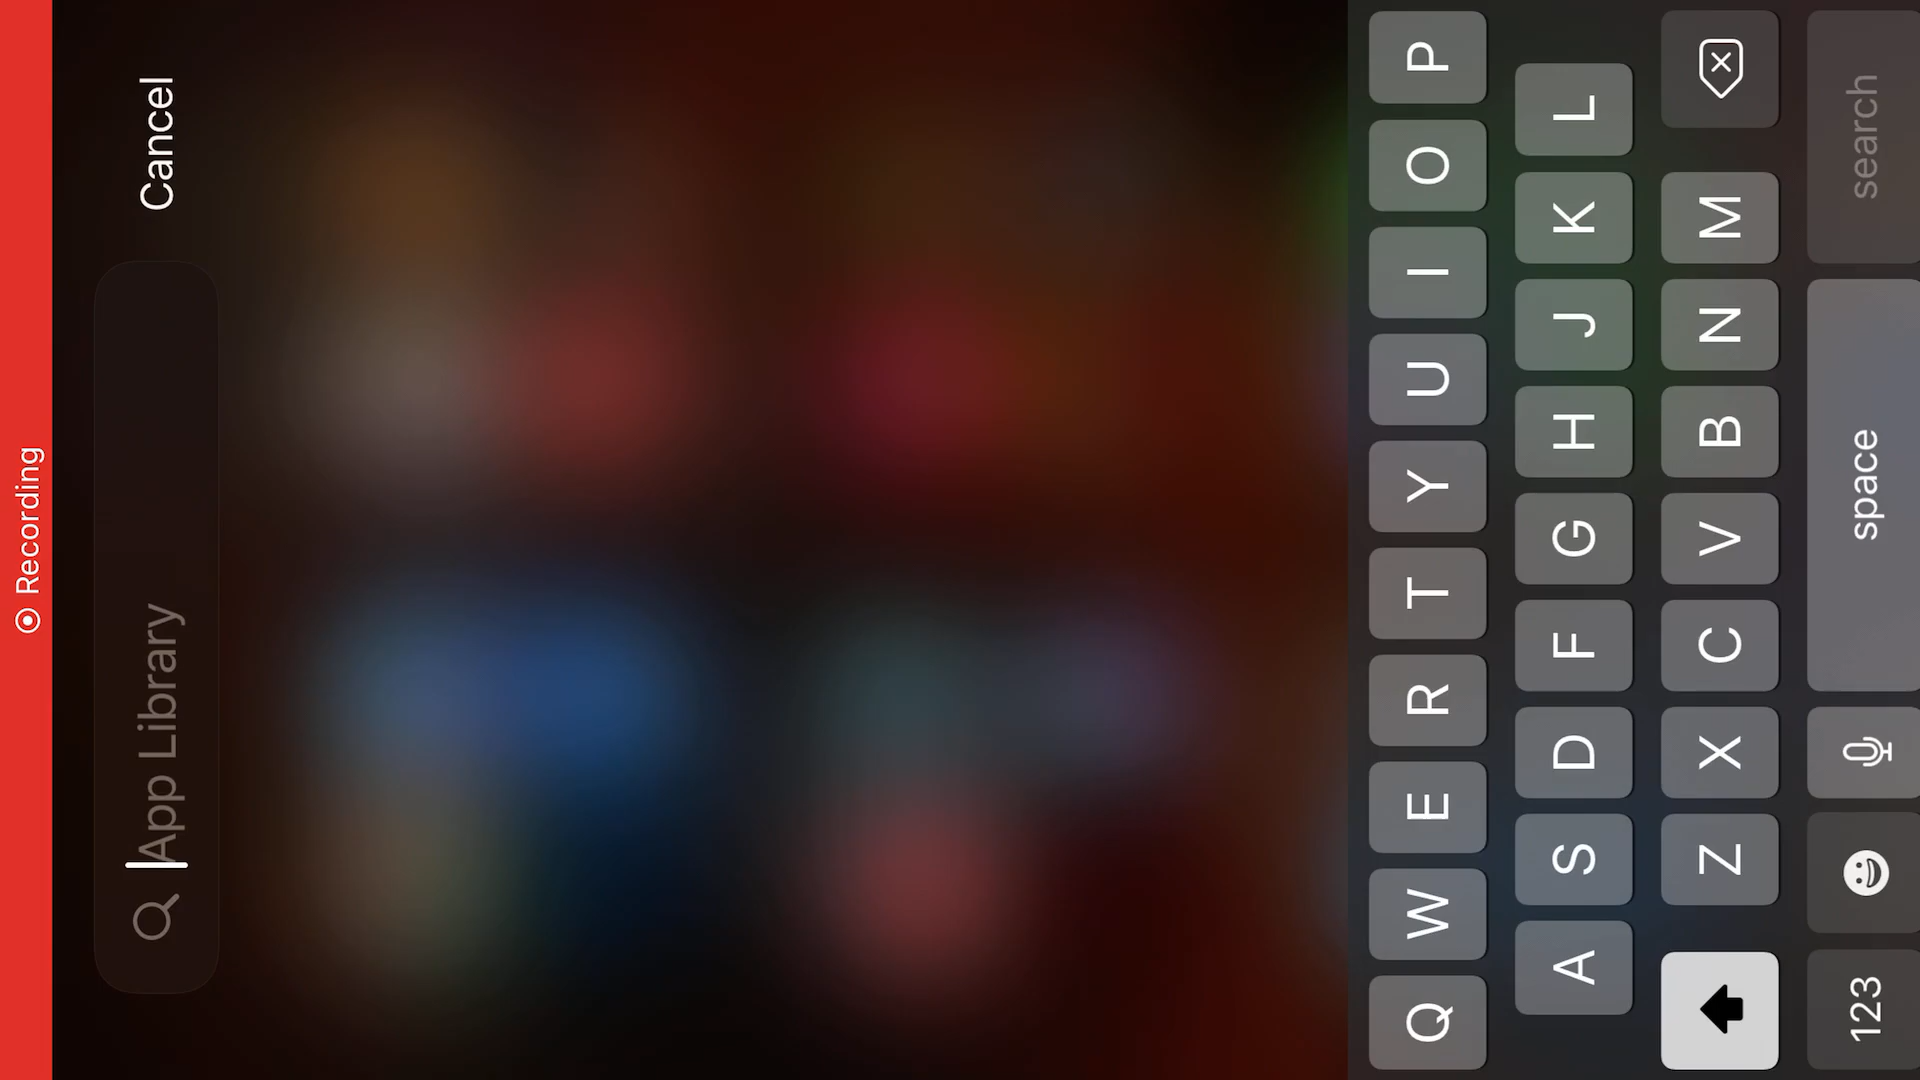 Recording
App Library
Cancel
Q W E R T Y U I O P
A S D F G H J K L
Z X C V B N M
123 space search